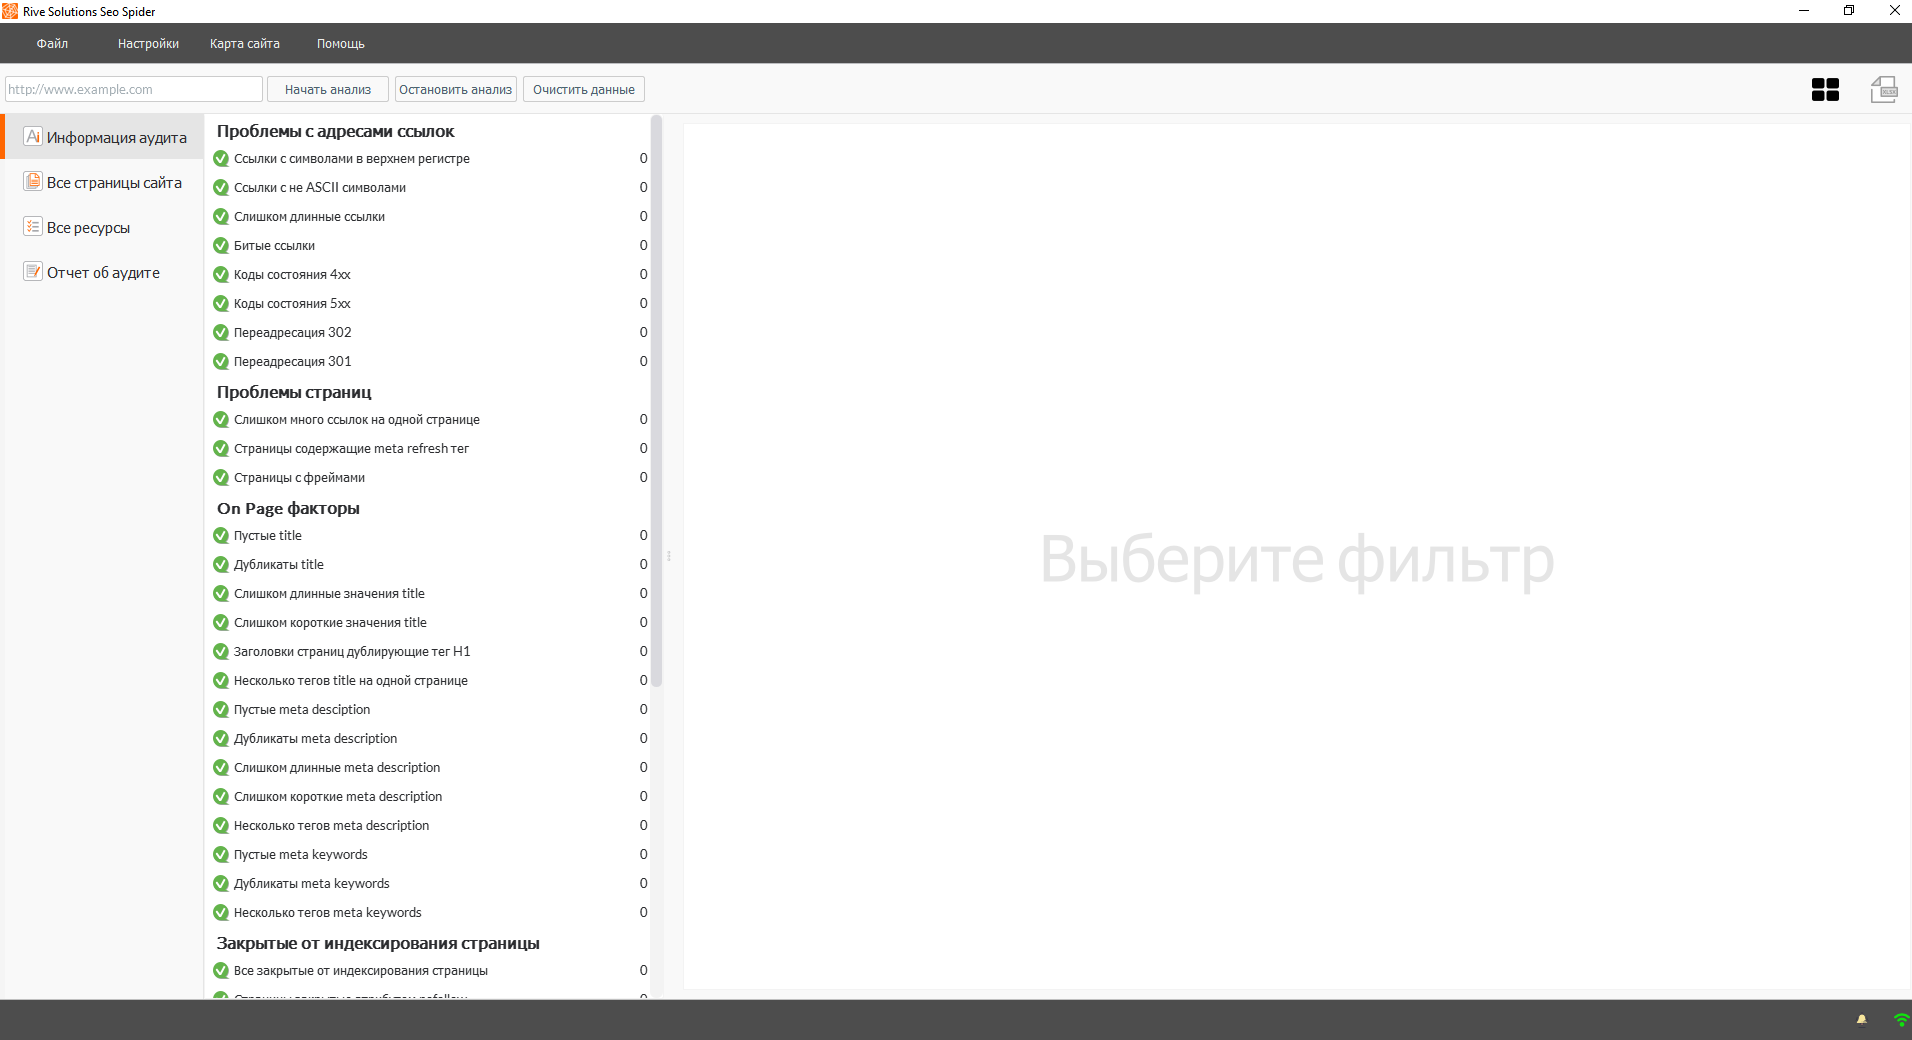 Rive Solutions Seo Spider
Файл Настройки Карта сайта Помощь
http://www.example.com Начать анализ Остановить анализ Очистить данные XLSX
Информация аудита
Все страницы сайта
Все ресурсы
Отчет об аудите
Проблемы с адресами ссылок
Ссылки с символами в верхнем регистре 0
Ссылки с не ASCII символами 0
Слишком длинные ссылки 0
Битые ссылки 0
Коды состояния 4xx 0
Коды состояния 5xx 0
Переадресация 302 0
Переадресация 301 0
Проблемы страниц
Слишком много ссылок на одной странице 0
Страницы содержащие meta refresh тег 0
Страницы с фреймами 0
On Page факторы
Пустые title 0
Дубликаты title 0
Слишком длинные значения title 0
Слишком короткие значения title 0
Заголовки страниц дублирующие тег H1 0
Несколько тегов title на одной странице 0
Пустые meta desciption 0
Дубликаты meta description 0
Слишком длинные meta description 0
Слишком короткие meta description 0
Несколько тегов meta description 0
Пустые meta keywords 0
Дубликаты meta keywords 0
Несколько тегов meta keywords 0
Закрытые от индексирования страницы
Все закрытые от индексирования страницы 0
Выберите фильтр